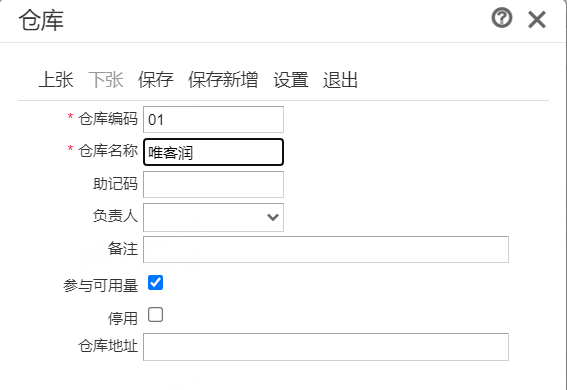 仓库
上张 下张 保存 保存新增 设置 退出
* 仓库编码 01
* 仓库名称 唯客润
助记码
负责人
备注
参与可用量
停用
仓库地址